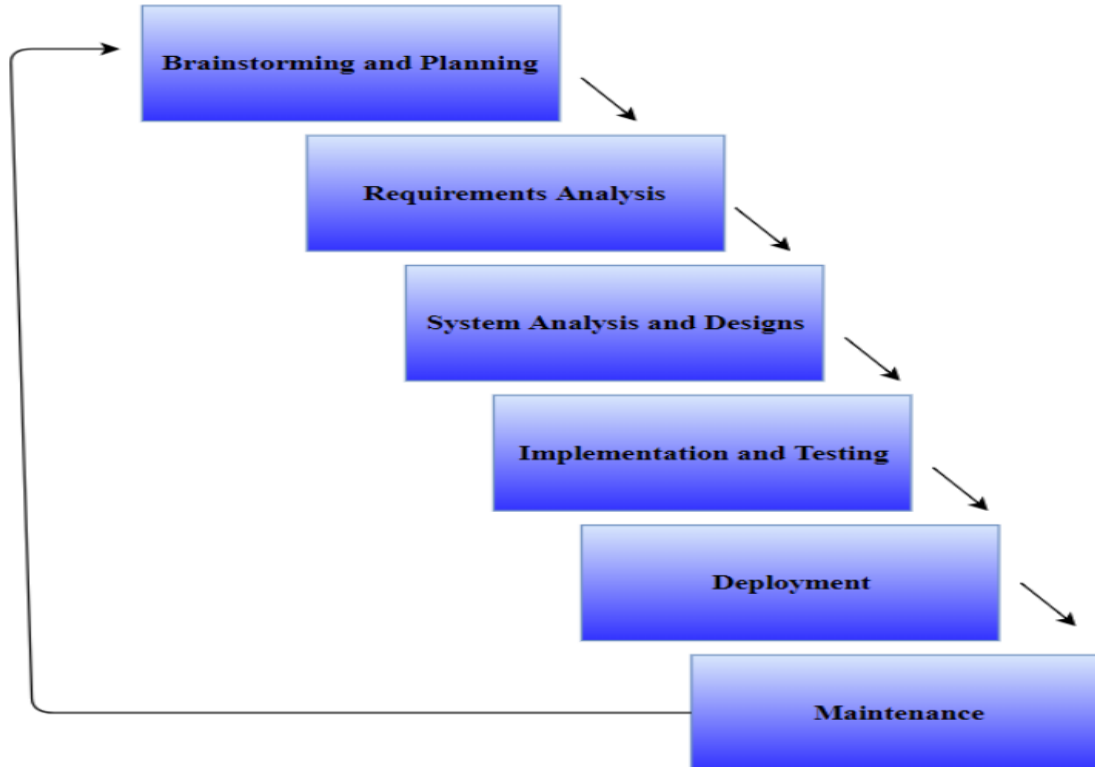 Brainstorming and Planning
Requirements Analysis
System Analysis and Designs
Implementation and Testing
Deployment
Maintenance